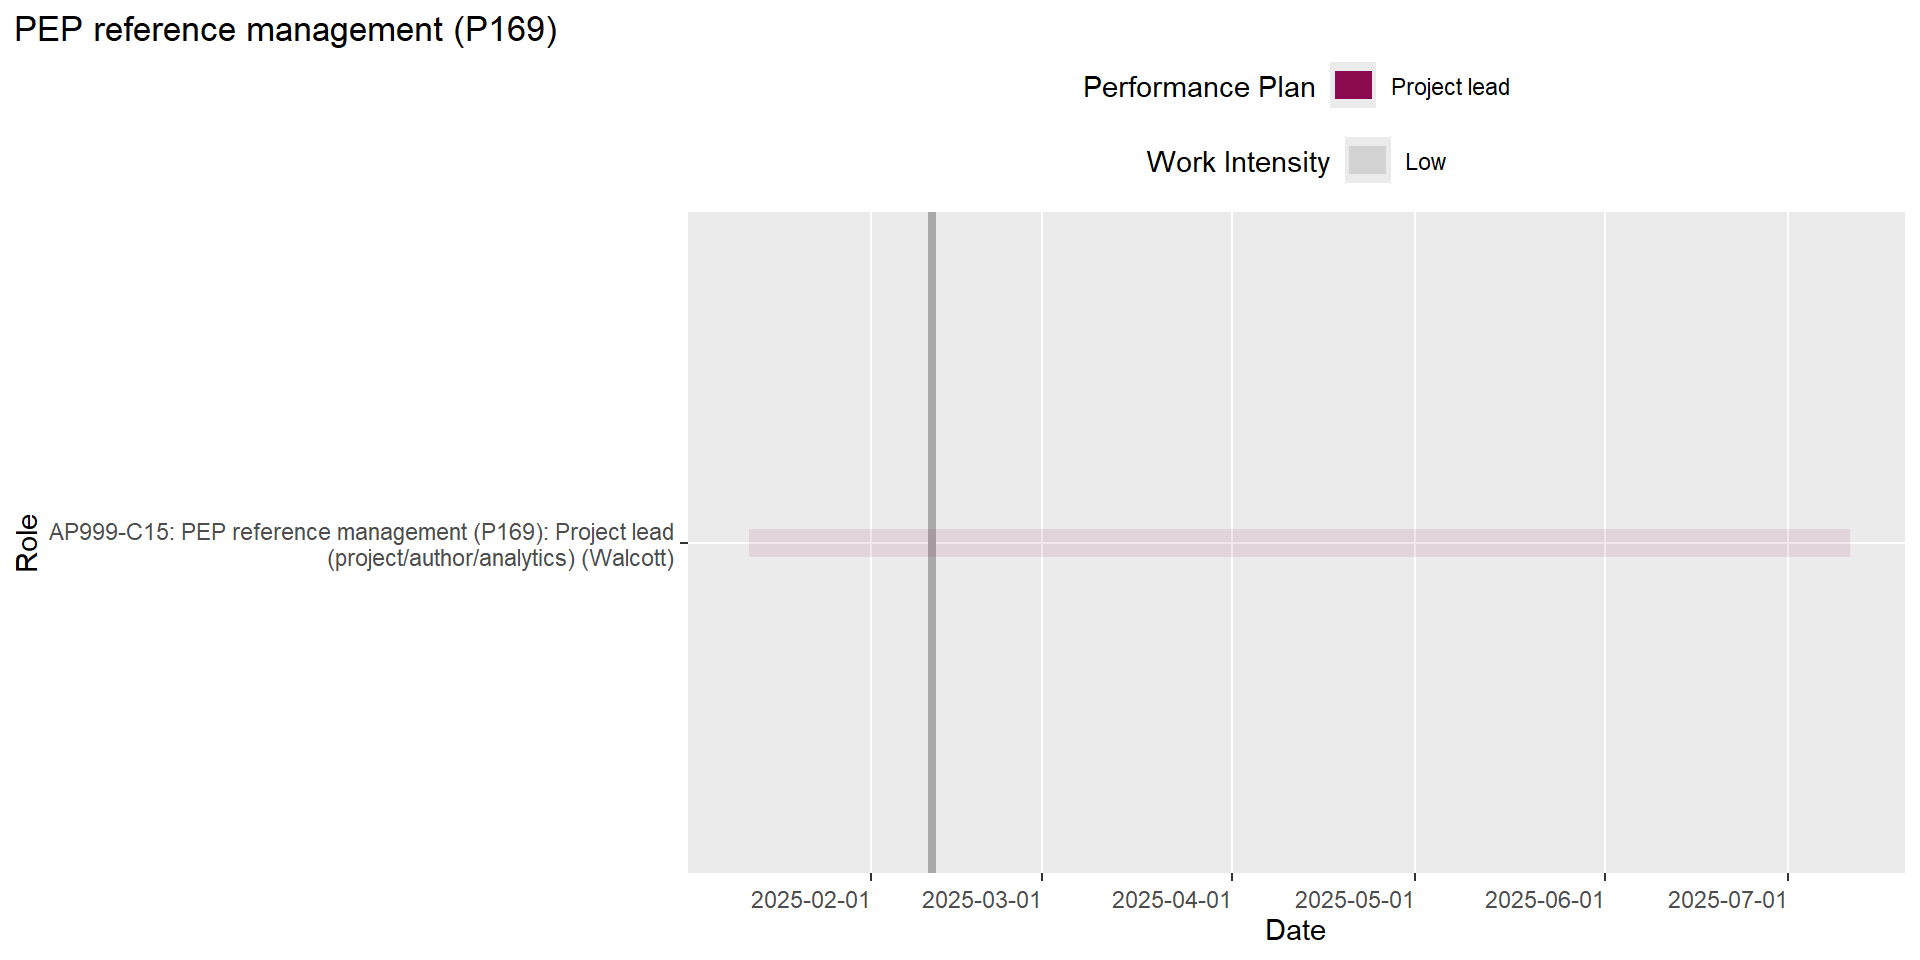 PEP reference management (P169)
Performance Plan Project lead
Work Intensity Low
Role
AP999-C15: PEP reference management (P169): Project lead
(project/author/analytics) (Walcott)
2025-02-01 2025-03-01 2025-04-01 2025-05-01 2025-06-01 2025-07-01
Date